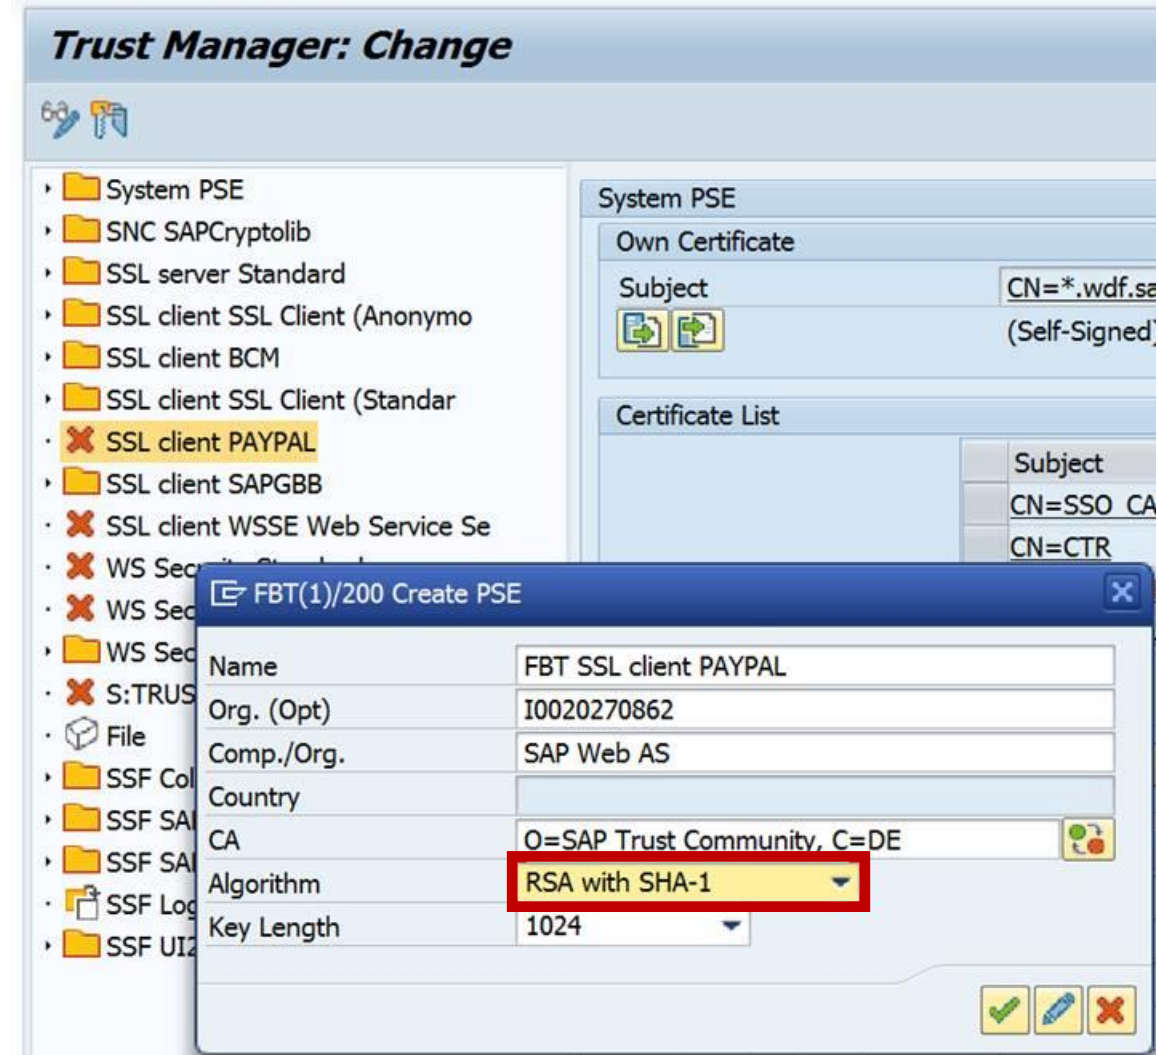 Trust Manager: Change
System PSE
SNC SAPCryptolib
SSL server Standard
SSL client SSL Client (Anonymo
SSL client BCM
SSL client SSL Client (Standar
SSL client PAYPAL
SSL client SAPGBB
SSL client WSSE Web Service Se
WS Security Standard
WS Sec
WS Sec
S:TRUS
File
SSF Col
SSF SAP
SSF SAP
SSF Log
SSF UI2
System PSE
Own Certificate
Subject
CN=*.wdf.sa
(Self-Signed)
Certificate List
Subject
CN=SSO_CA
CN=CTR
FBT(1)/200 Create PSE
Name
FBT SSL client PAYPAL
Org. (Opt)
I0020270862
Comp./Org.
SAP Web AS
Country
CA
O=SAP Trust Community, C=DE
Algorithm
RSA with SHA-1
Key Length
1024